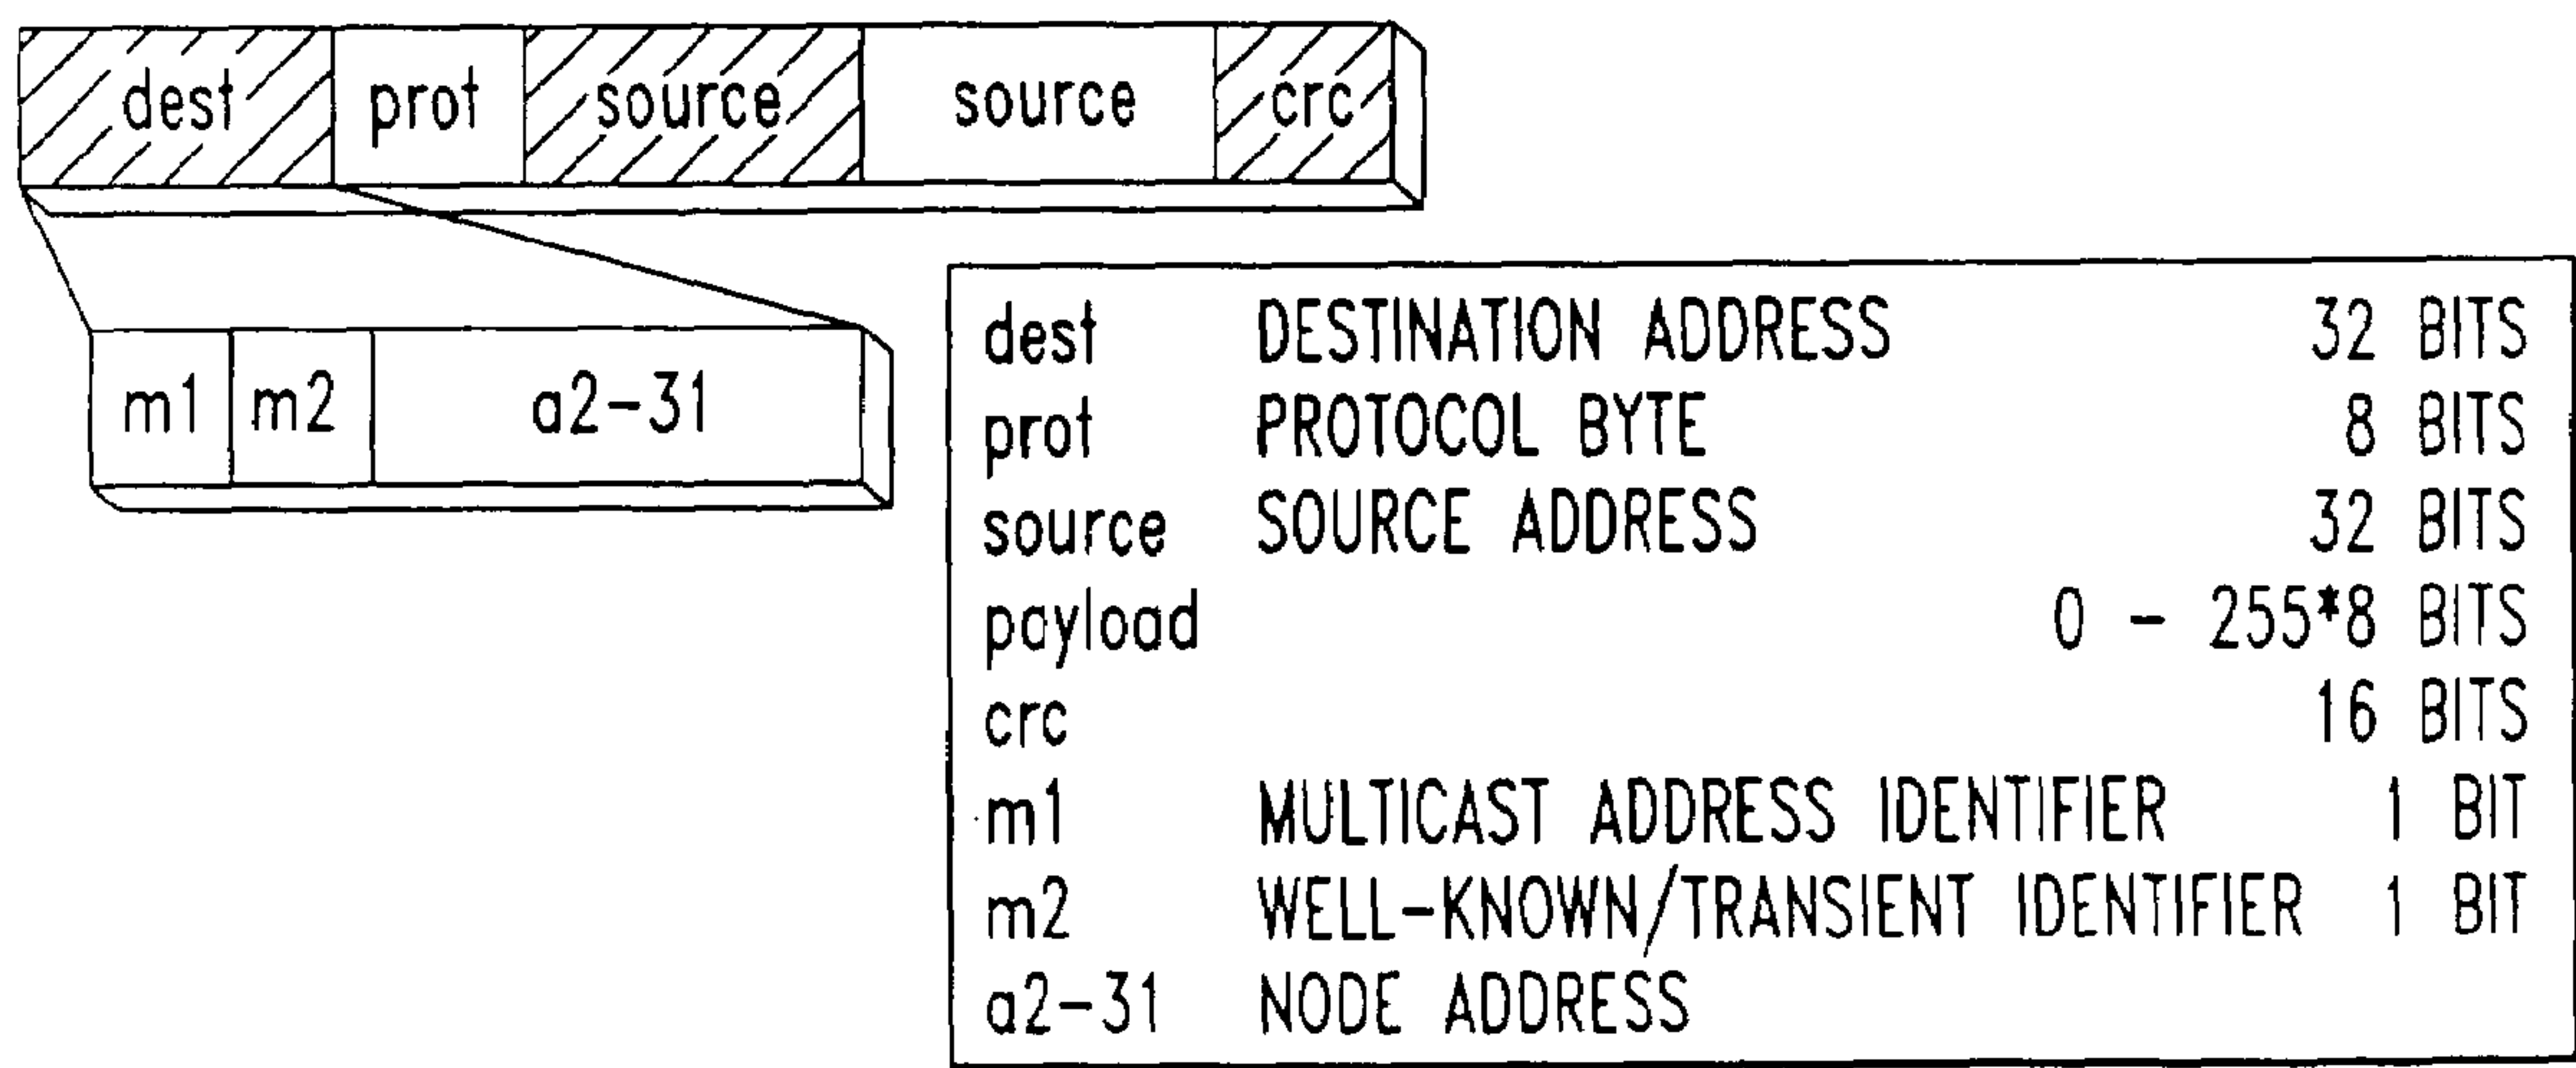 dest prot source source crc
m1 m2 a2-31
dest DESTINATION ADDRESS 32 BITS
prot PROTOCOL BYTE 8 BITS
source SOURCE ADDRESS 32 BITS
payload 0 - 255*8 BITS
crc 16 BITS
m1 MULTICAST ADDRESS IDENTIFIER 1 BIT
m2 WELL-KNOWN/TRANSIENT IDENTIFIER 1 BIT
a2-31 NODE ADDRESS